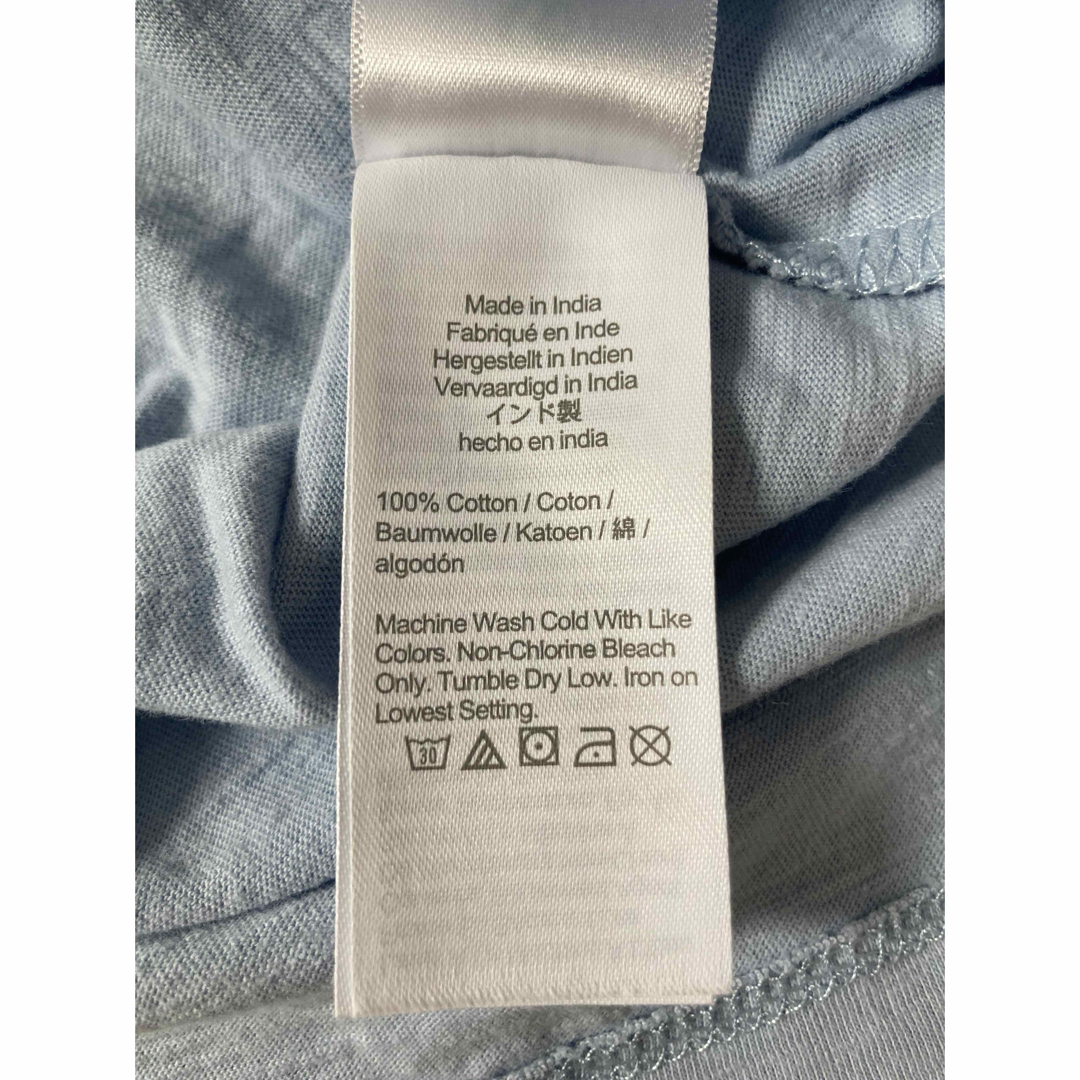 Made in India
Fabriqué en Inde
Hergestellt in Indien
Vervaardigd in India
インド製
hecho en india
100% Cotton / Coton /
Baumwolle / Katoen / 綿 /
algodón
Machine Wash Cold With Like
Colors. Non-Chlorine Bleach
Only. Tumble Dry Low. Iron on
Lowest Setting.
30